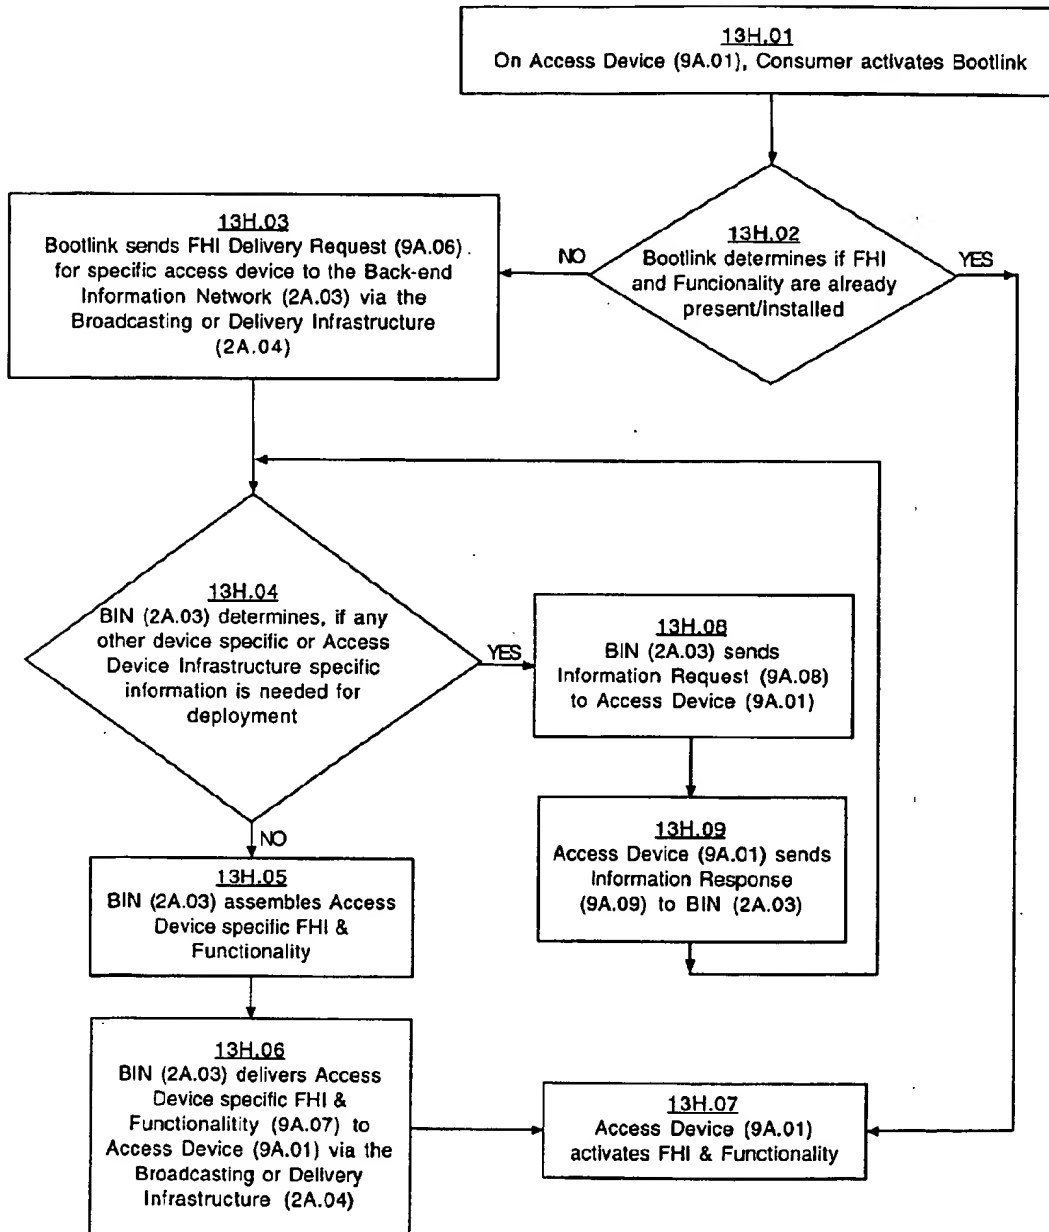 13H.01
On Access Device (9A.01), Consumer activates Bootlink
13H.02
Bootlink determines if FHI
and Funcionality are already
present/installed
NO
YES
13H.03
Bootlink sends FHI Delivery Request (9A.06)
for specific access device to the Back-end
Information Network (2A.03) via the
Broadcasting or Delivery Infrastructure
(2A.04)
13H.04
BIN (2A.03) determines, if any
other device specific or Access
Device Infrastructure specific
information is needed for
deployment
YES
NO
13H.08
BIN (2A.03) sends
Information Request (9A.08)
to Access Device (9A.01)
13H.09
Access Device (9A.01) sends
Information Response
(9A.09) to BIN (2A.03)
13H.05
BIN (2A.03) assembles Access
Device specific FHI &
Functionality
13H.06
BIN (2A.03) delivers Access
Device specific FHI &
Functionalitity (9A.07) to
Access Device (9A.01) via the
Broadcasting or Delivery
Infrastructure (2A.04)
13H.07
Access Device (9A.01)
activates FHI & Functionality